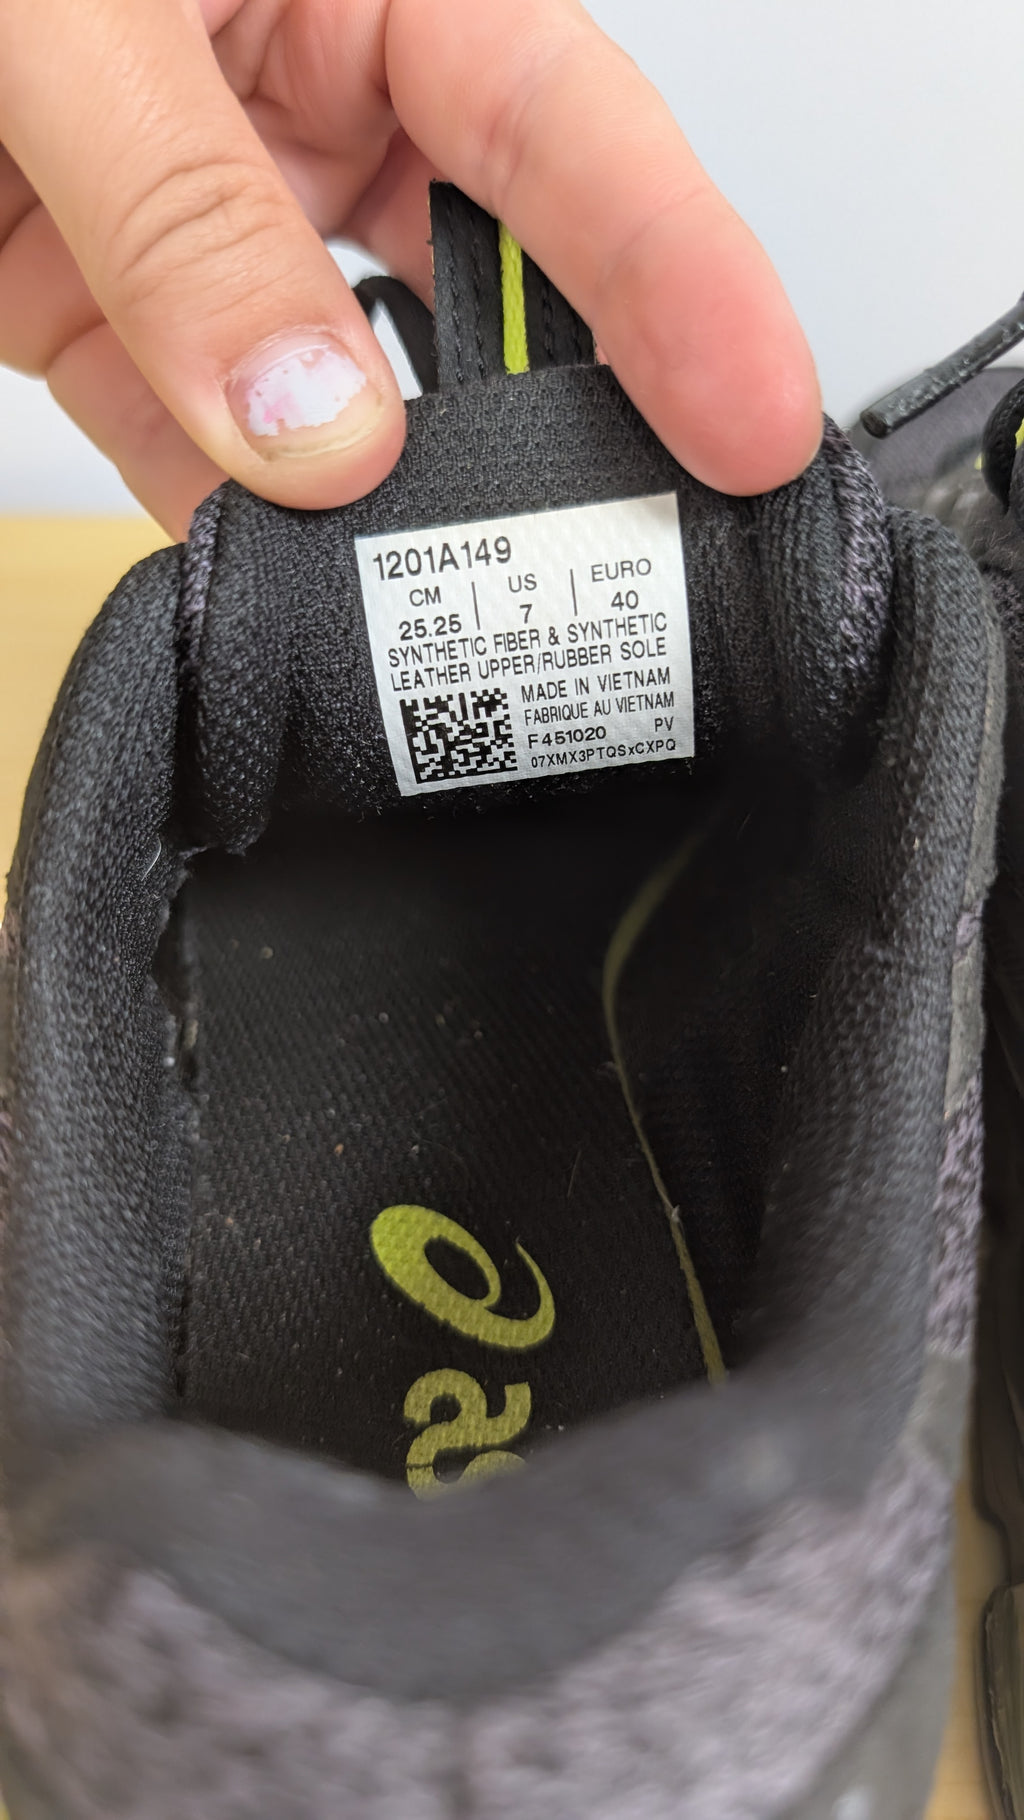 1201A149
CM | US | EURO
25.25 | 7 | 40
SYNTHETIC FIBER & SYNTHETIC
LEATHER UPPER/RUBBER SOLE
MADE IN VIETNAM
FABRIQUE AU VIETNAM
F451020 PV
07XMX3PTQSxCXPQ
as